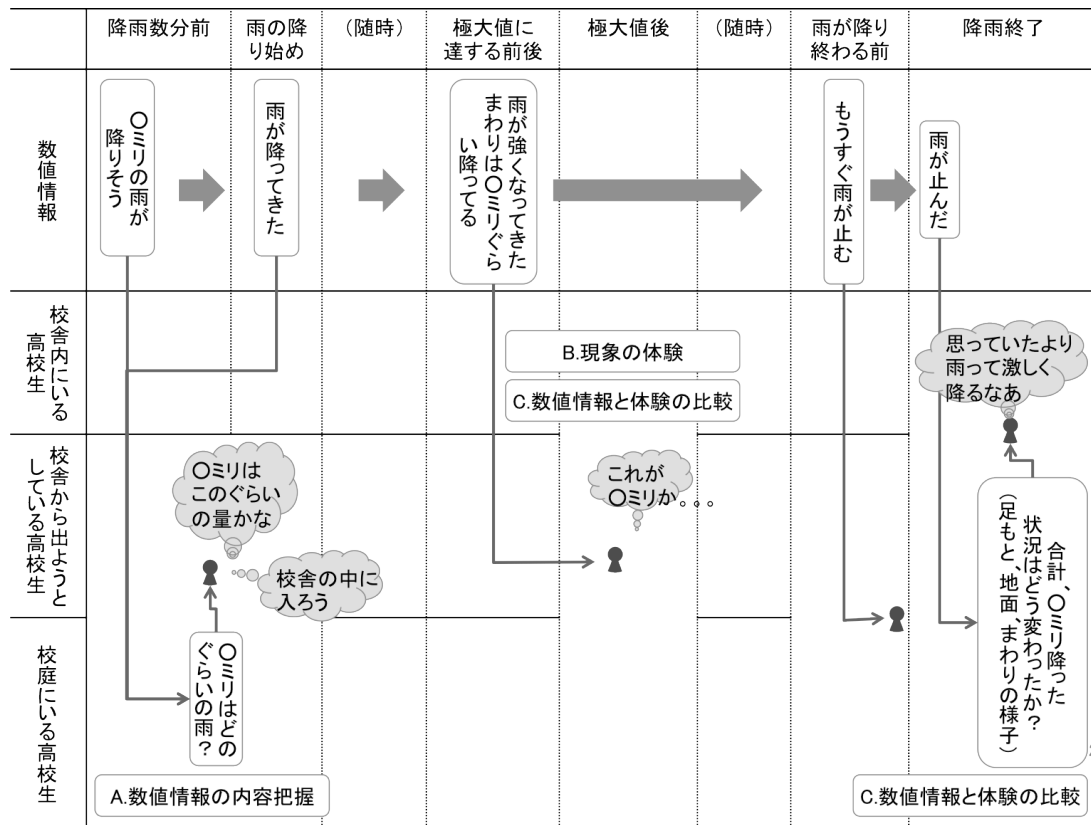 降雨数分前
雨の降
り始め
（随時）
極大値に
達する前後
極大値後
（随時）
雨が降り
終わる前
降雨終了
数値情報
〇ミリの雨が
降りそう
雨が降ってきた
雨が強くなってきた
まわりは〇ミリぐら
い降ってる
もうすぐ雨が止む
雨が止んだ
校舎内にいる
高校生
B.現象の体験
C.数値情報と体験の比較
思っていたより
雨って激しく
降るなあ
校舎から出ようと
している高校生
〇ミリは
このぐらい
の量かな
校舎の中に
入ろう
これが
〇ミリか。。。
校庭にいる高校生
〇ミリはどの
ぐらいの雨？
合計、〇ミリ降った
状況はどう変わったか？
（足もと、地面、まわりの様子）
A.数値情報の内容把握
C.数値情報と体験の比較